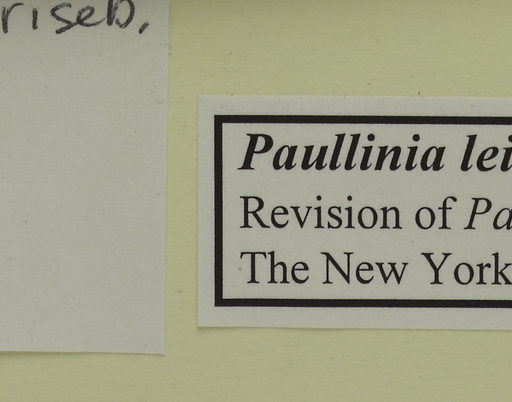 riseb.
Paullinia lei
Revision of Pa
The New York